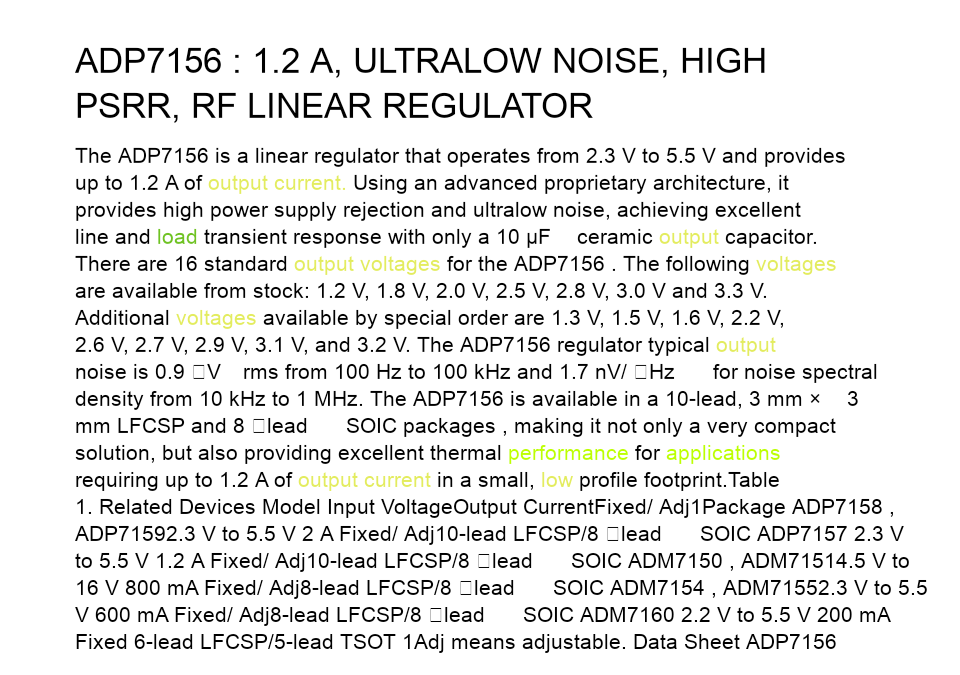 ADP7156 : 1.2 A, ULTRALOW NOISE, HIGH
PSRR, RF LINEAR REGULATOR
The ADP7156 is a linear regulator that operates from 2.3 V to 5.5 V and provides
up to 1.2 A of output current. Using an advanced proprietary architecture, it
provides high power supply rejection and ultralow noise, achieving excellent
line and load transient response with only a 10 µF ceramic output capacitor.
There are 16 standard output voltages for the ADP7156 . The following voltages
are available from stock: 1.2 V, 1.8 V, 2.0 V, 2.5 V, 2.8 V, 3.0 V and 3.3 V.
Additional voltages available by special order are 1.3 V, 1.5 V, 1.6 V, 2.2 V,
2.6 V, 2.7 V, 2.9 V, 3.1 V, and 3.2 V. The ADP7156 regulator typical output
noise is 0.9 □V rms from 100 Hz to 100 kHz and 1.7 nV/ □Hz for noise spectral
density from 10 kHz to 1 MHz. The ADP7156 is available in a 10-lead, 3 mm × 3
mm LFCSP and 8 □lead SOIC packages , making it not only a very compact
solution, but also providing excellent thermal performance for applications
requiring up to 1.2 A of output current in a small, low profile footprint.Table
1. Related Devices Model Input VoltageOutput CurrentFixed/ Adj1Package ADP7158 ,
ADP71592.3 V to 5.5 V 2 A Fixed/ Adj10-lead LFCSP/8 □lead SOIC ADP7157 2.3 V
to 5.5 V 1.2 A Fixed/ Adj10-lead LFCSP/8 □lead SOIC ADM7150 , ADM71514.5 V to
16 V 800 mA Fixed/ Adj8-lead LFCSP/8 □lead SOIC ADM7154 , ADM71552.3 V to 5.5
V 600 mA Fixed/ Adj8-lead LFCSP/8 □lead SOIC ADM7160 2.2 V to 5.5 V 200 mA
Fixed 6-lead LFCSP/5-lead TSOT 1Adj means adjustable. Data Sheet ADP7156